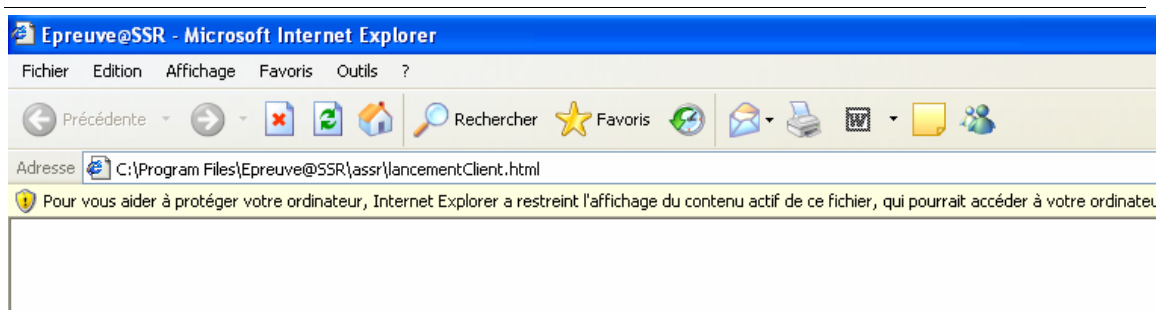 Epreuve@SSR - Microsoft Internet Explorer
Fichier Edition Affichage Favoris Outils ?
Précédente Rechercher Favoris
Adresse C:\Program Files\Epreuve@SSR\assr\lancementClient.html
Pour vous aider à protéger votre ordinateur, Internet Explorer a restreint l'affichage du contenu actif de ce fichier, qui pourrait accéder à votre ordinateu